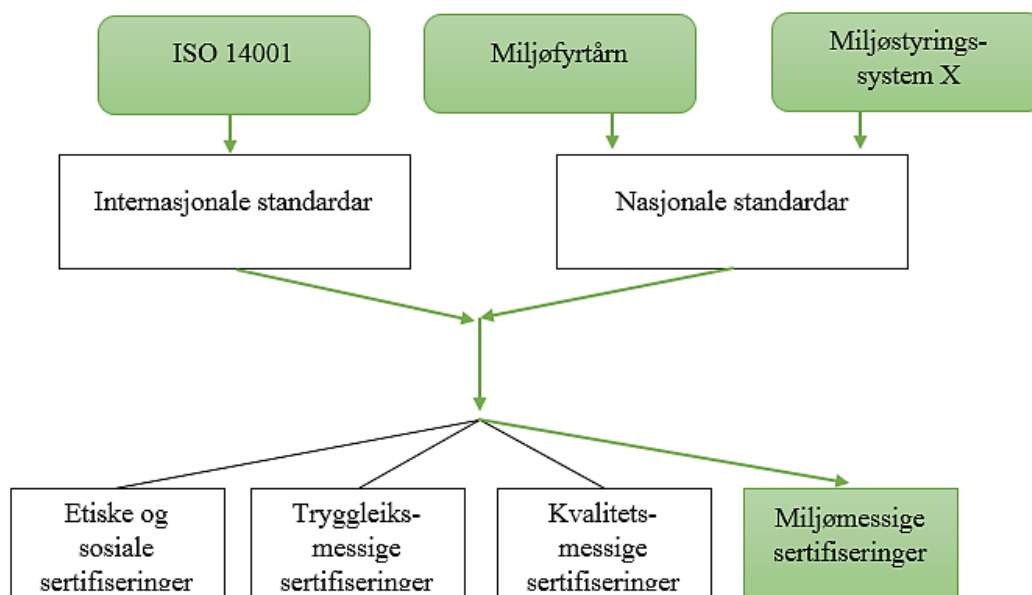 ISO 14001
Miljøfyrtårn
Miljøstyrings-
system X
Internasjonale standardar
Nasjonale standardar
Etiske og
sosiale
sertifiseringer
Tryggleiks-
messige
sertifiseringer
Kvalitets-
messige
sertifiseringer
Miljømessige
sertifiseringer